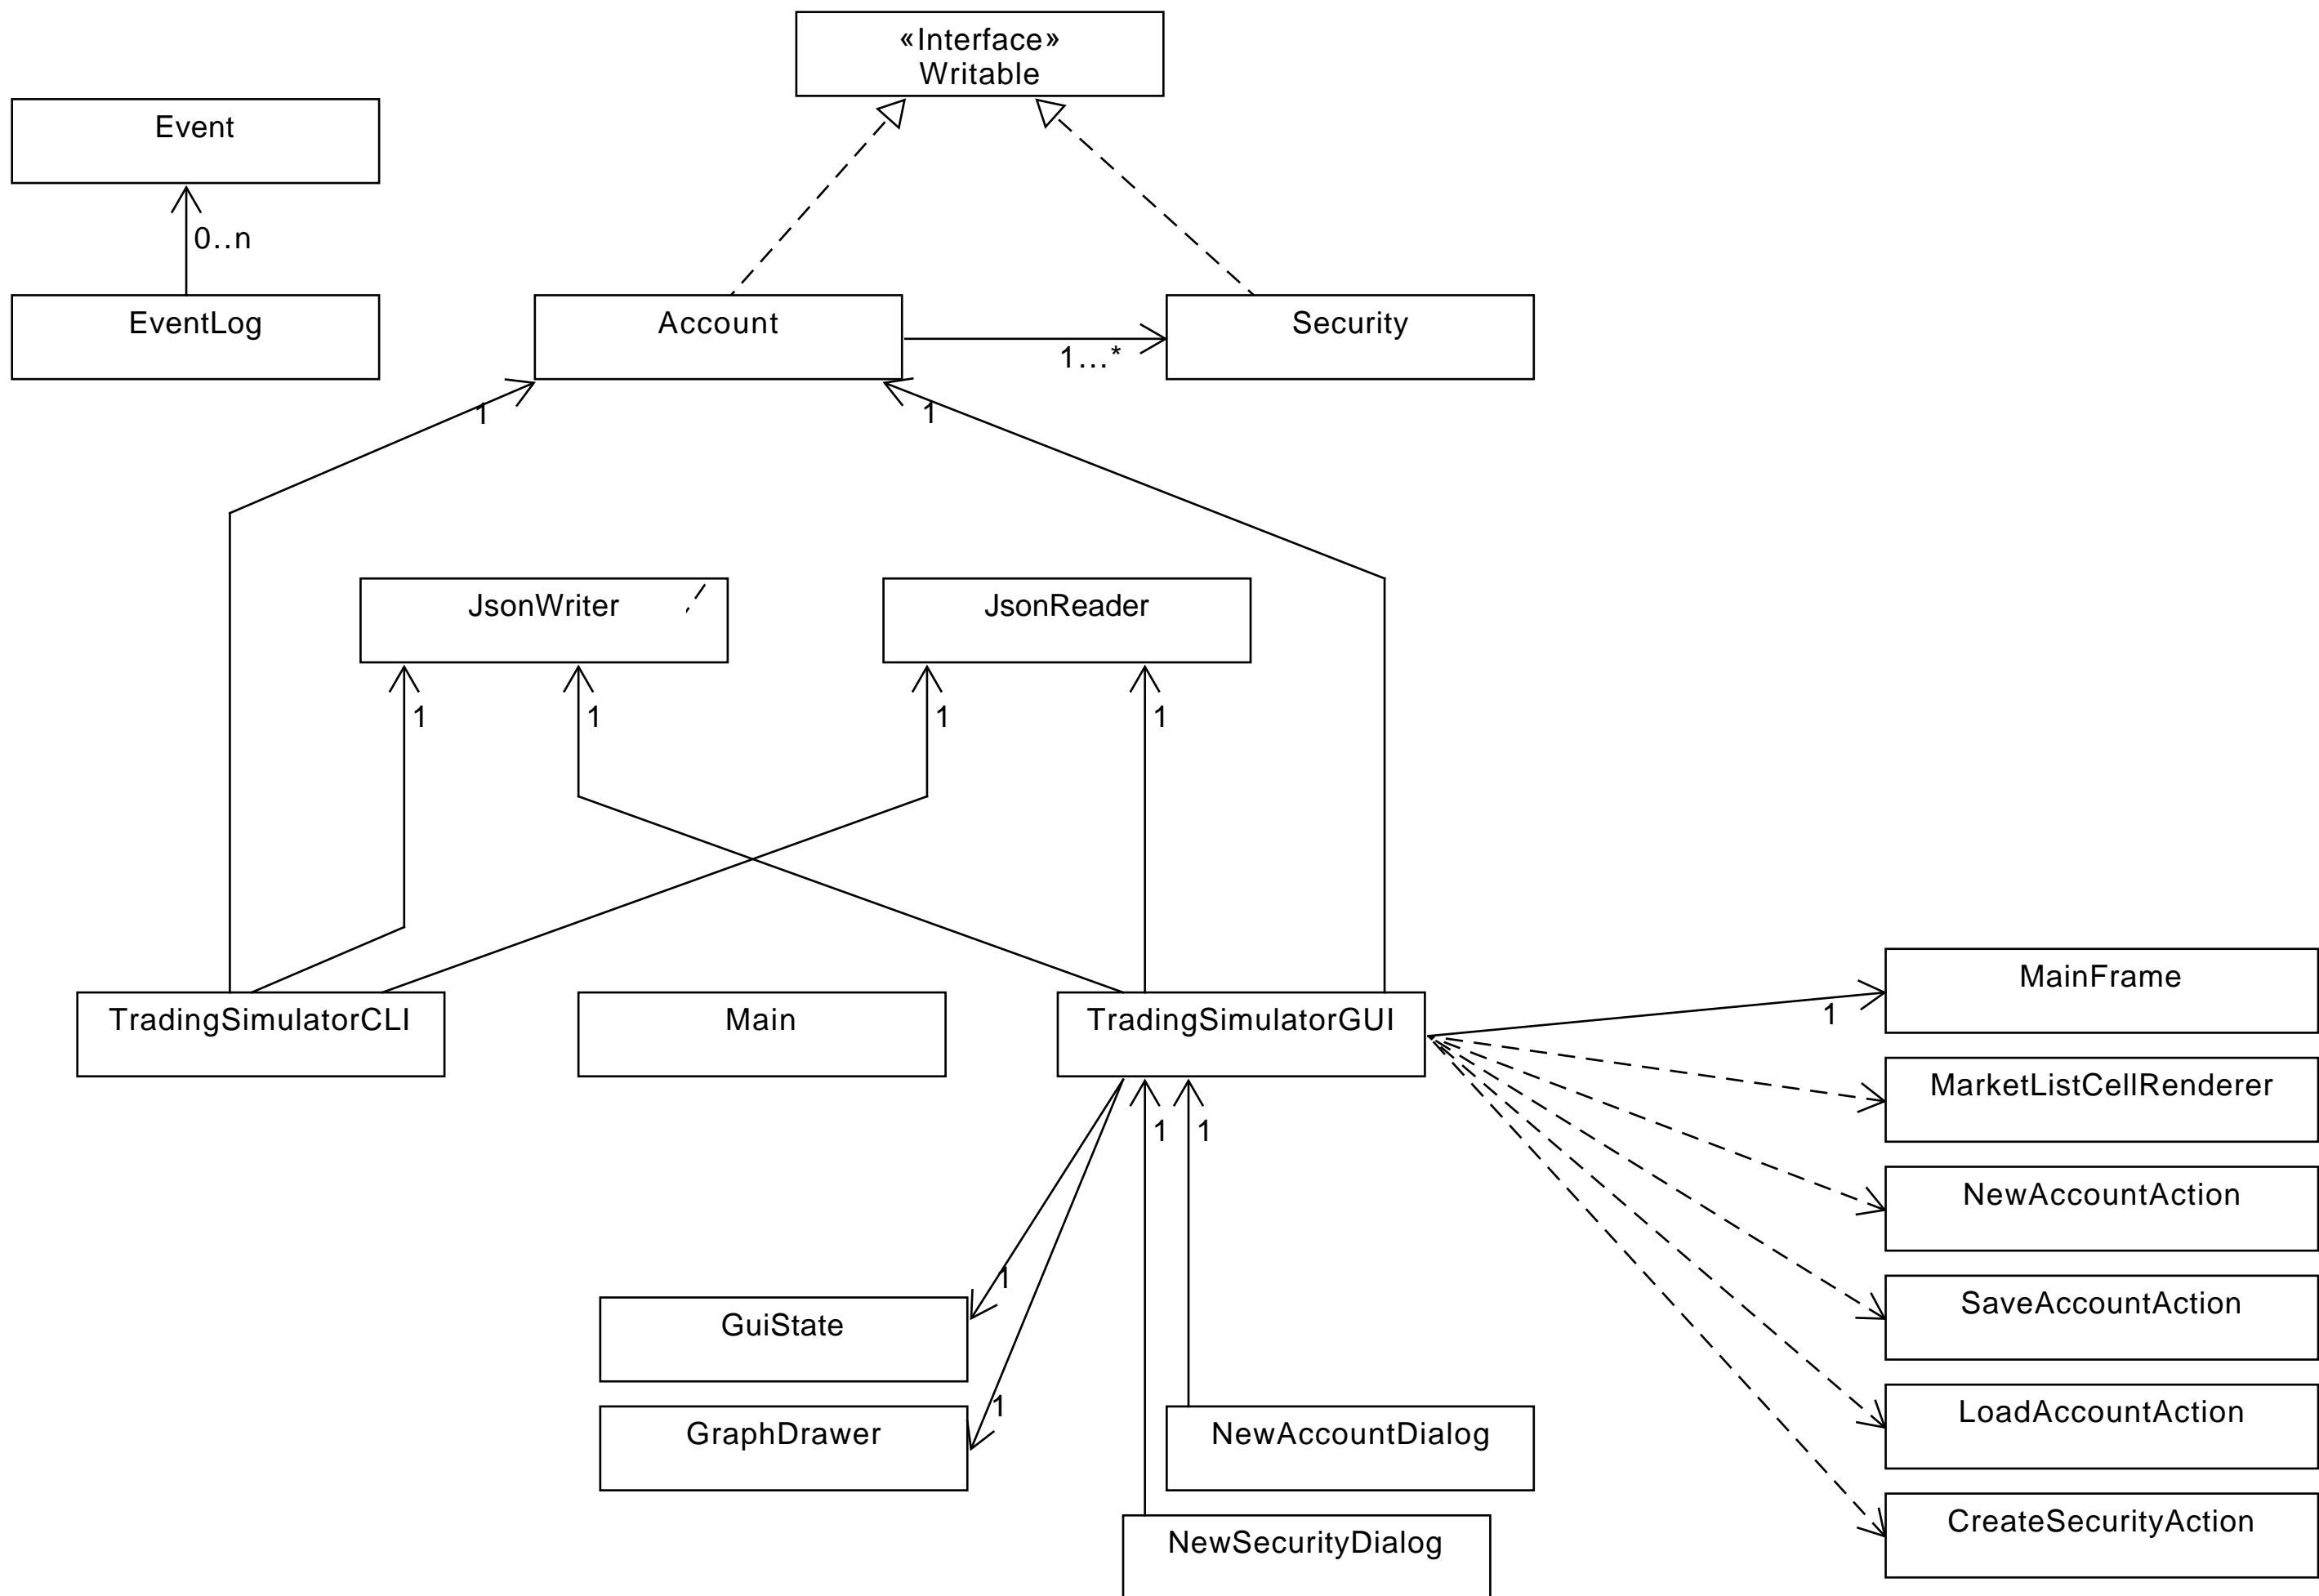 «Interface»
Writable
Event
0..n
EventLog
Account
1...*
Security
1
1
JsonWriter
JsonReader
1
1
1
1
TradingSimulatorCLI
Main
TradingSimulatorGUI
MainFrame
1
MarketListCellRenderer
1
1
NewAccountAction
1
GuiState
SaveAccountAction
1
GraphDrawer
NewAccountDialog
LoadAccountAction
NewSecurityDialog
CreateSecurityAction